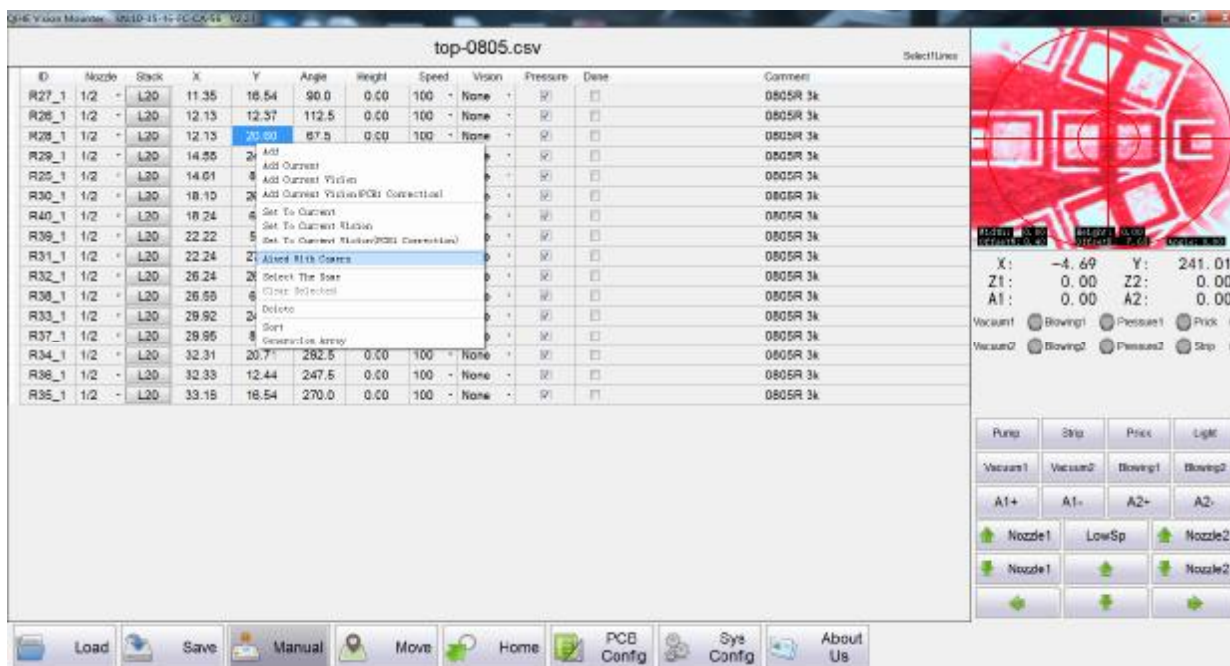 QIHE Vision Mounter V2.2.1
top-0805.csv
Select1Lines
ID Nozzle Stack X Y Angle Height Speed Vision Pressure Done Comment
R27_1 1/2 L20 11.35 16.54 90.0 0.00 100 None 0805R 3k
R26_1 1/2 L20 12.13 12.37 112.5 0.00 100 None 0805R 3k
R28_1 1/2 L20 12.13 20.60 67.5 0.00 100 None 0805R 3k
R29_1 1/2 L20 14.55 0805R 3k
R25_1 1/2 L20 14.01 0805R 3k
R30_1 1/2 L20 18.10 0805R 3k
R40_1 1/2 L20 18.24 0805R 3k
R39_1 1/2 L20 22.22 0805R 3k
R31_1 1/2 L20 22.24 0805R 3k
R32_1 1/2 L20 26.24 0805R 3k
R38_1 1/2 L20 26.58 0805R 3k
R33_1 1/2 L20 29.92 0805R 3k
R37_1 1/2 L20 29.95 0805R 3k
R34_1 1/2 L20 32.31 20.71 292.5 0.00 100 None 0805R 3k
R36_1 1/2 L20 32.33 12.44 247.5 0.00 100 None 0805R 3k
R35_1 1/2 L20 33.15 16.54 270.0 0.00 100 None 0805R 3k
Add
Add Current
Add Current Vision
Add Current Vision(PCB1 Correction)
Set To Current
Set To Current Vision
Set To Current Vision(PCB1 Correction)
Aimed With Camera
Select The Same
Clear Selected
Delete
Sort
Generation Array
X: -4.69 Y: 241.01
Z1: 0.00 Z2: 0.00
A1: 0.00 A2: 0.00
Vacuum1 Blowing1 Pressure1 Prick
Vacuum2 Blowing2 Pressure2 Strip
Pump Strip Prick Light
Vacuum1 Vacuum2 Blowing1 Blowing2
A1+ A1- A2+ A2-
Nozzle1 LowSp Nozzle2
Nozzle1 Nozzle2
Load Save Manual Move Home PCB Config Sys Config About Us